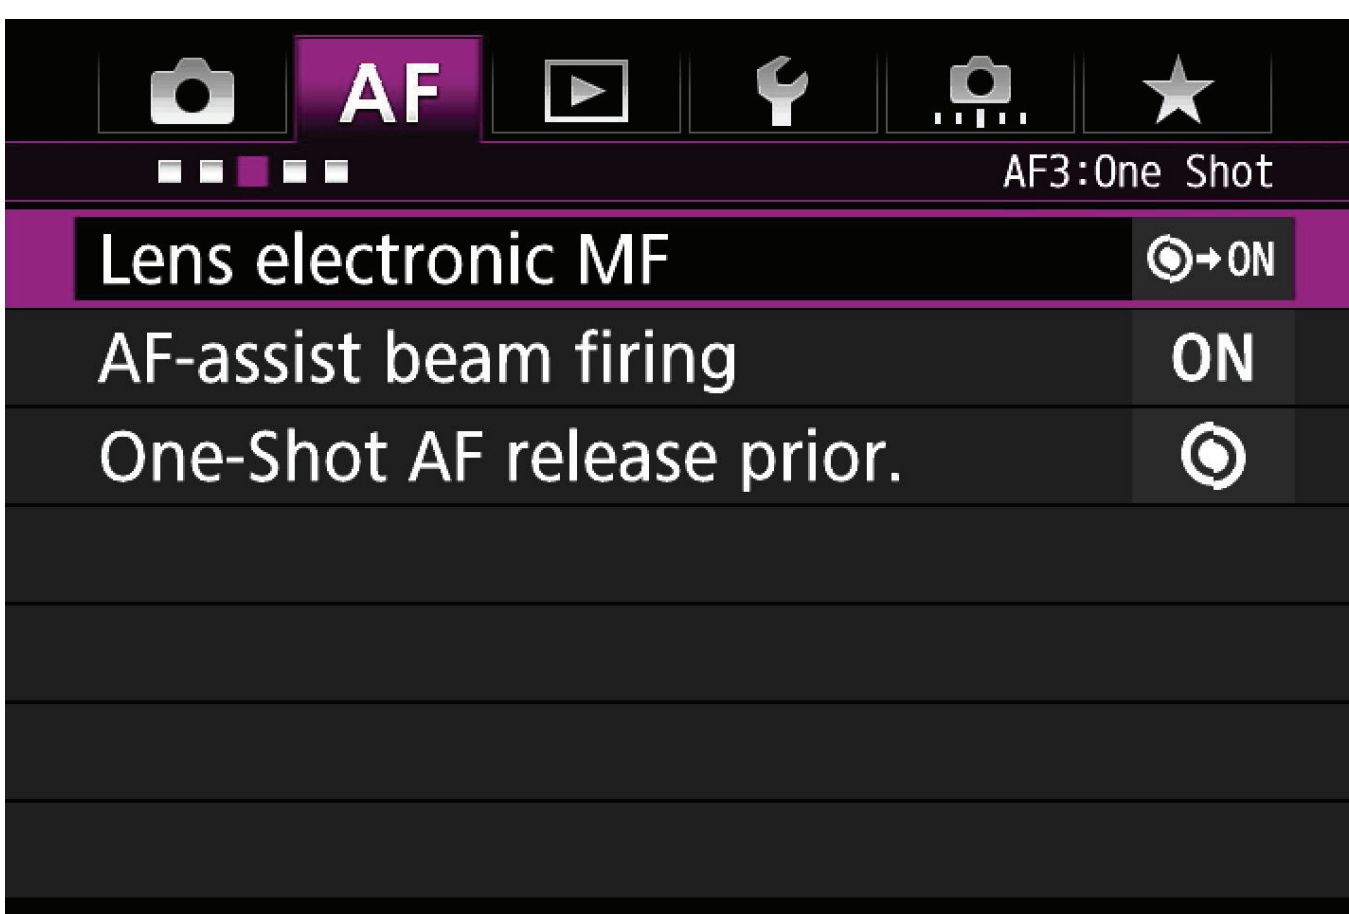 AF
AF3:One Shot
Lens electronic MF ON
AF-assist beam firing ON
One-Shot AF release prior.